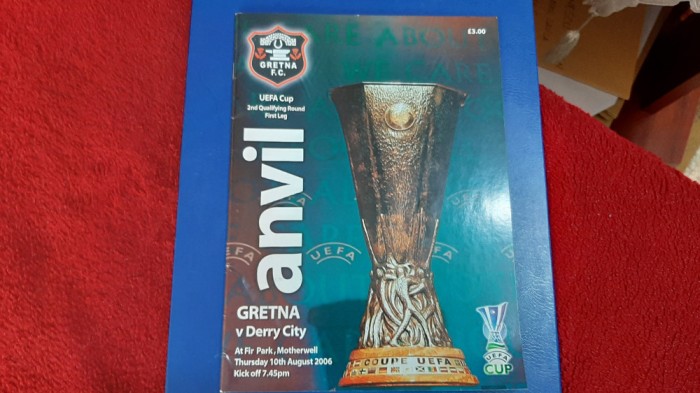 £3.00
GRETNA
F.C.
UEFA Cup
2nd Qualifying Round
First Leg
anvil
UEFA
UEFA
GRETNA
v Derry City
At Fir Park, Motherwell
Thursday 10th August 2006
Kick off 7.45pm
COUPE UEFA
UEFA
CUP